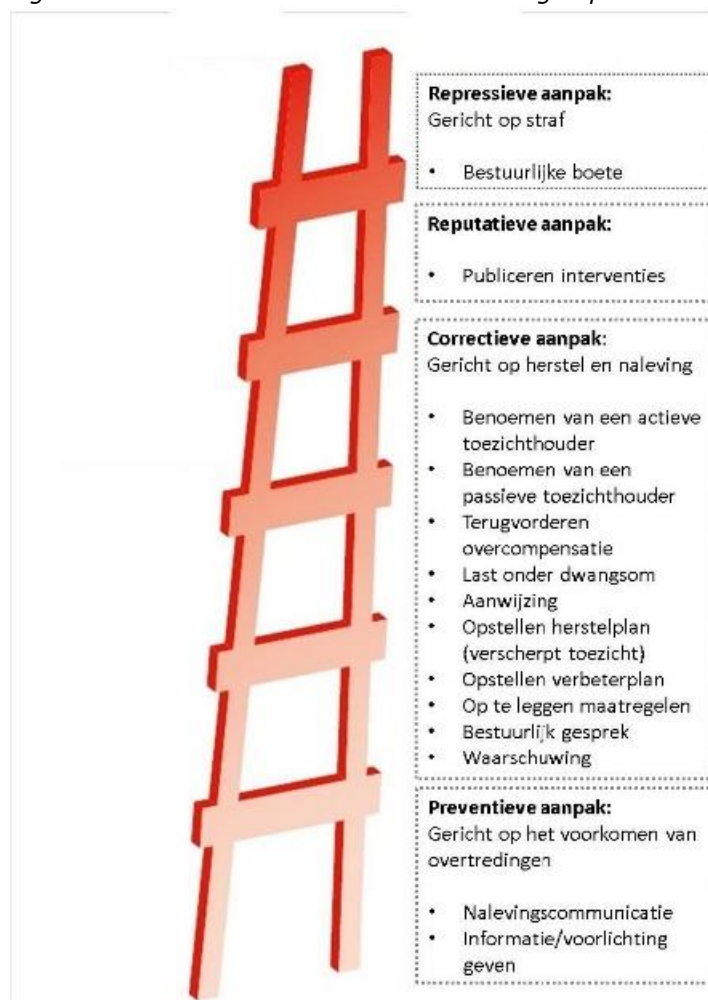 Repressieve aanpak:
Gericht op straf
• Bestuurlijke boete
Reputatieve aanpak:
• Publiceren interventies
Correctieve aanpak:
Gericht op herstel en naleving
• Benoemen van een actieve
toezichthouder
• Benoemen van een
passieve toezichthouder
• Terugvorderen
overcompensatie
• Last onder dwangsom
• Aanwijzing
• Opstellen herstelplan
(verscherpt toezicht)
• Opstellen verbeterplan
• Op te leggen maatregelen
• Bestuurlijk gesprek
• Waarschuwing
Preventieve aanpak:
Gericht op het voorkomen van
overtredingen
• Nalevingscommunicatie
• Informatie/voorlichting
geven